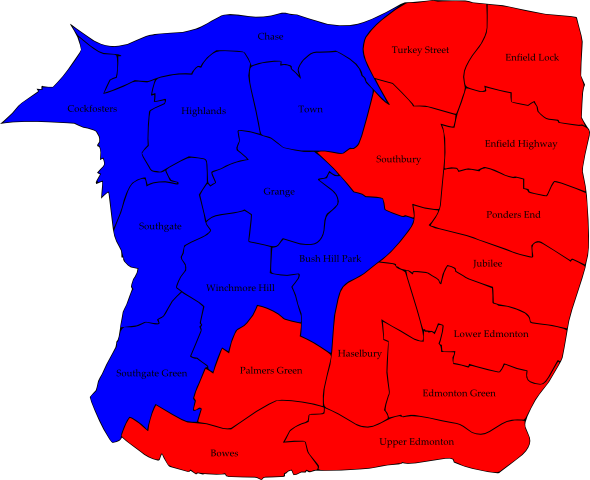 Chase
Turkey Street
Enfield Lock
Cockfosters
Highlands
Town
Enfield Highway
Southbury
Grange
Southgate
Ponders End
Bush Hill Park
Jubilee
Winchmore Hill
Lower Edmonton
Haselbury
Southgate Green
Palmers Green
Edmonton Green
Upper Edmonton
Bowes